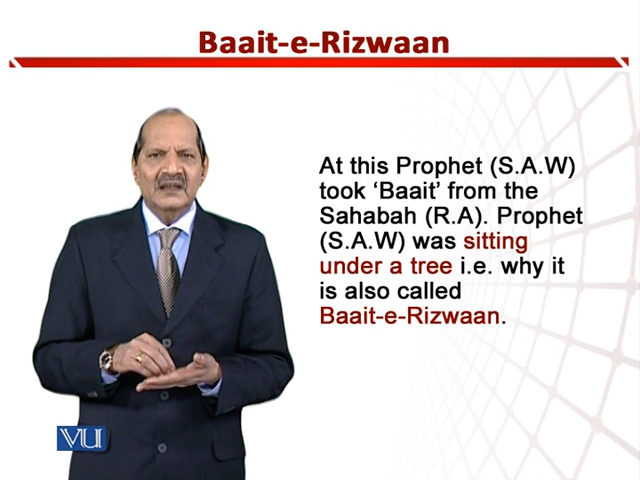 Baait-e-Rizwaan
At this Prophet (S.A.W)
took ‘Baait’ from the
Sahabah (R.A). Prophet
(S.A.W) was sitting
under a tree i.e. why it
is also called
Baait-e-Rizwaan.
VU